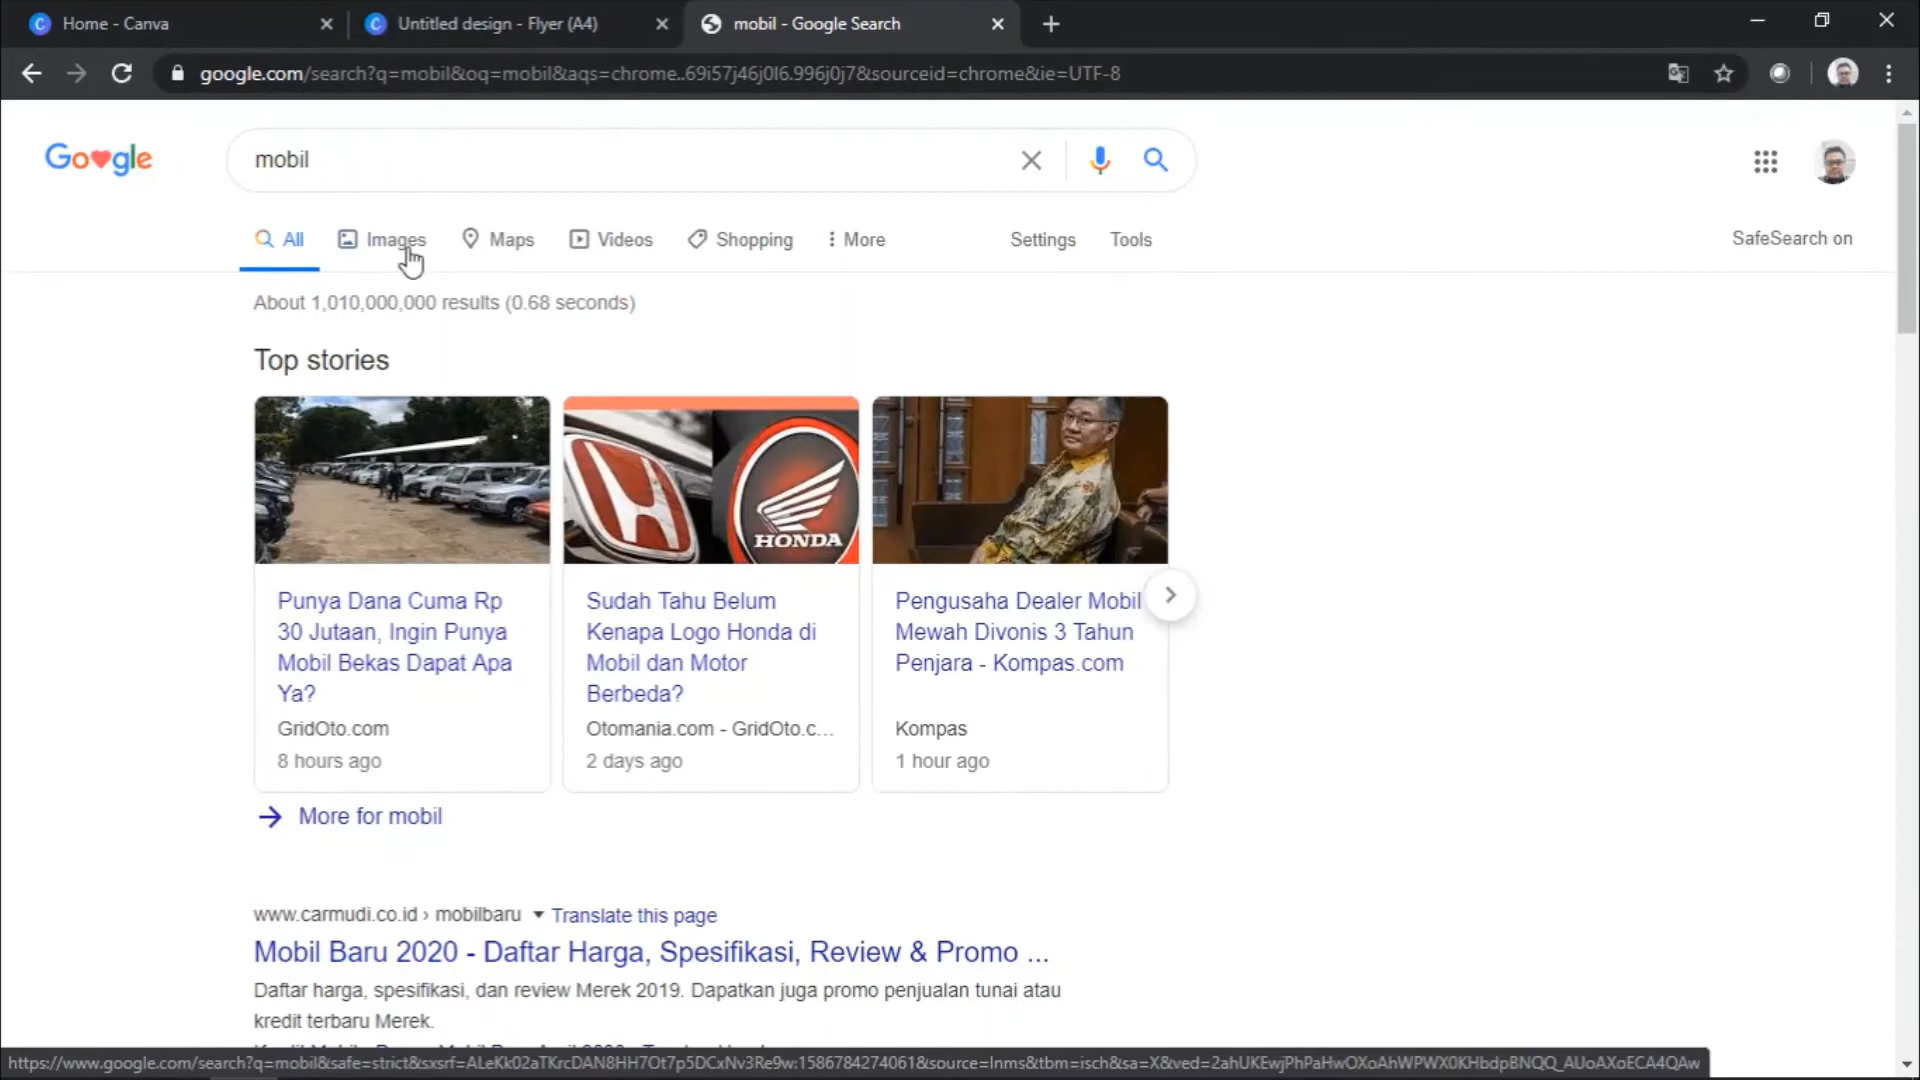 Home - Canva
Untitled design - Flyer (A4)
mobil - Google Search
google.com/search?q=mobil&oq=mobil&aqs=chrome..69i57j46j0l6.996j0j7&sourceid=chrome&ie=UTF-8
Google
mobil
All Images Maps Videos Shopping More Settings Tools SafeSearch on
About 1,010,000,000 results (0.68 seconds)
Top stories
HONDA
Punya Dana Cuma Rp
30 Jutaan, Ingin Punya
Mobil Bekas Dapat Apa
Ya?
GridOto.com
8 hours ago
Sudah Tahu Belum
Kenapa Logo Honda di
Mobil dan Motor
Berbeda?
Otomania.com - GridOto.c...
2 days ago
Pengusaha Dealer Mobil
Mewah Divonis 3 Tahun
Penjara - Kompas.com
Kompas
1 hour ago
More for mobil
www.carmudi.co.id › mobilbaru Translate this page
Mobil Baru 2020 - Daftar Harga, Spesifikasi, Review & Promo ...
Daftar harga, spesifikasi, dan review Merek 2019. Dapatkan juga promo penjualan tunai atau
kredit terbaru Merek.
https://www.google.com/search?q=mobil&safe=strict&sxsrf=ALeKk02aTKrcDAN8HH7Ot7p5DCxNv3Re9w:1586784274061&source=lnms&tbm=isch&sa=X&ved=2ahUKEwjPhPaHwOXoAhWPWX0KHbdpBNQQ_AUoAXoECA4QAw